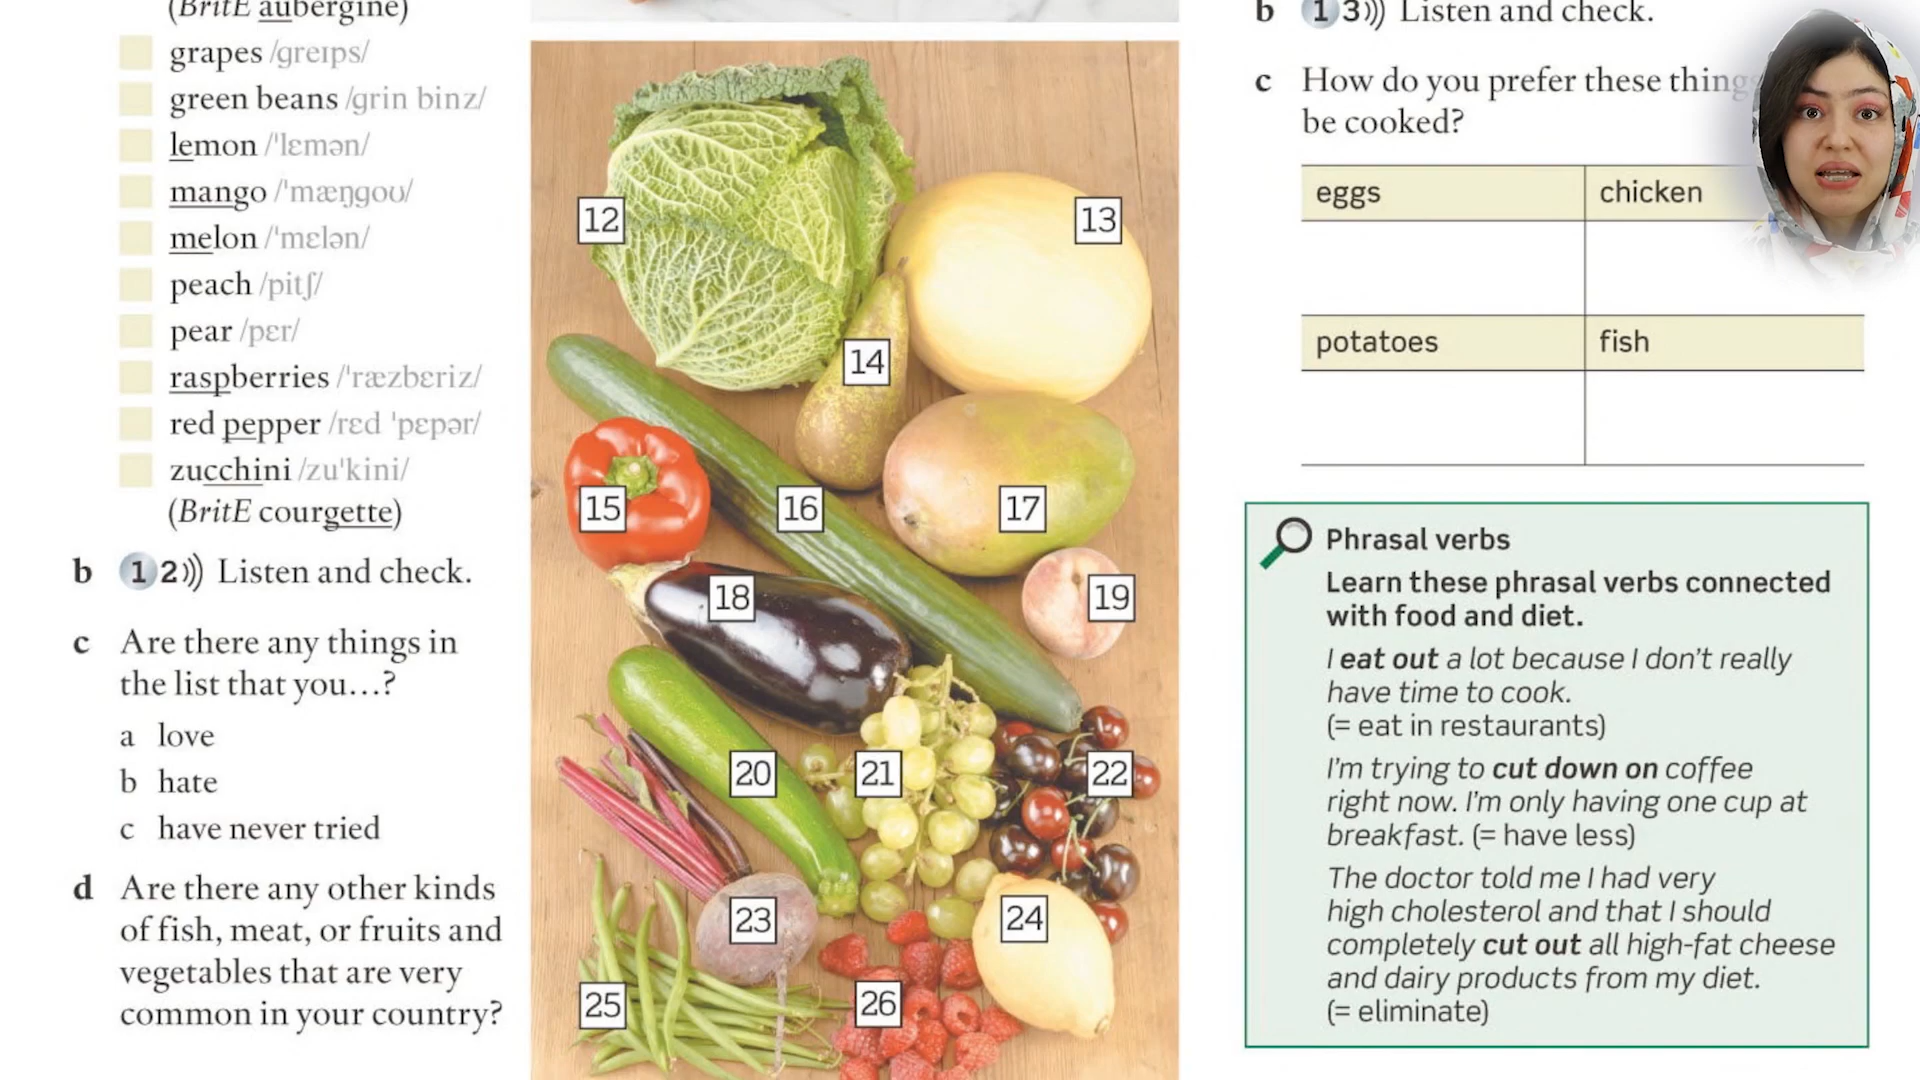 (BritE aubergine)
grapes /ɡreɪps/
green beans /ɡrin binz/
lemon /ˈlɛmən/
mango /ˈmæŋɡoʊ/
melon /ˈmɛlən/
peach /pitʃ/
pear /pɛr/
raspberries /ˈræzbɛriz/
red pepper /rɛd ˈpɛpər/
zucchini /zuˈkini/
(BritE courgette)
b 1 2))) Listen and check.
c Are there any things in
the list that you...?
a love
b hate
c have never tried
d Are there any other kinds
of fish, meat, or fruits and
vegetables that are very
common in your country?
12
13
14
15
16
17
18
19
20
21
22
23
24
25
26
b 1 3))) Listen and check.
c How do you prefer these
be cooked?
eggs chicken
potatoes fish
Phrasal verbs
Learn these phrasal verbs connected
with food and diet.
I eat out a lot because I don't really
have time to cook.
(= eat in restaurants)
I'm trying to cut down on coffee
right now. I'm only having one cup at
breakfast. (= have less)
The doctor told me I had very
high cholesterol and that I should
completely cut out all high-fat cheese
and dairy products from my diet.
(= eliminate)